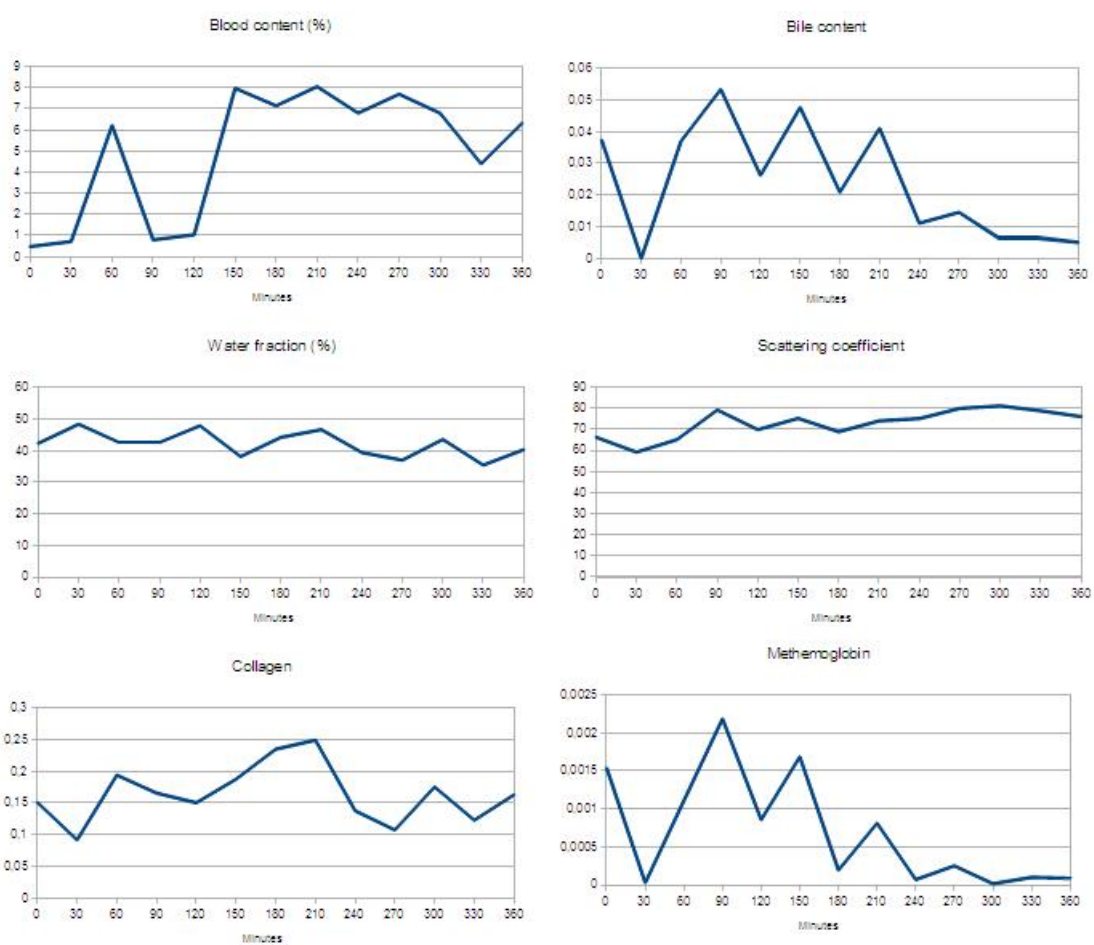 Blood content (%)
9
8
7
6
5
4
3
2
1
0
0 30 60 90 120 150 180 210 240 270 300 330 360
Minutes
Bile content
0,06
0,05
0,04
0,03
0,02
0,01
0
0 30 60 90 120 150 180 210 240 270 300 330 360
Minutes
Water fraction (%)
60
50
40
30
20
10
0
0 30 60 90 120 150 180 210 240 270 300 330 360
Minutes
Scattering coefficient
90
80
70
60
50
40
30
20
10
0
0 30 60 90 120 150 180 210 240 270 300 330 360
Minutes
Collagen
0,3
0,25
0,2
0,15
0,1
0,05
0
0 30 60 90 120 150 180 210 240 270 300 330 360
Minutes
Methemoglobin
0,0025
0,002
0,0015
0,001
0,0005
0
0 30 60 90 120 150 180 210 240 270 300 330 360
Minutes